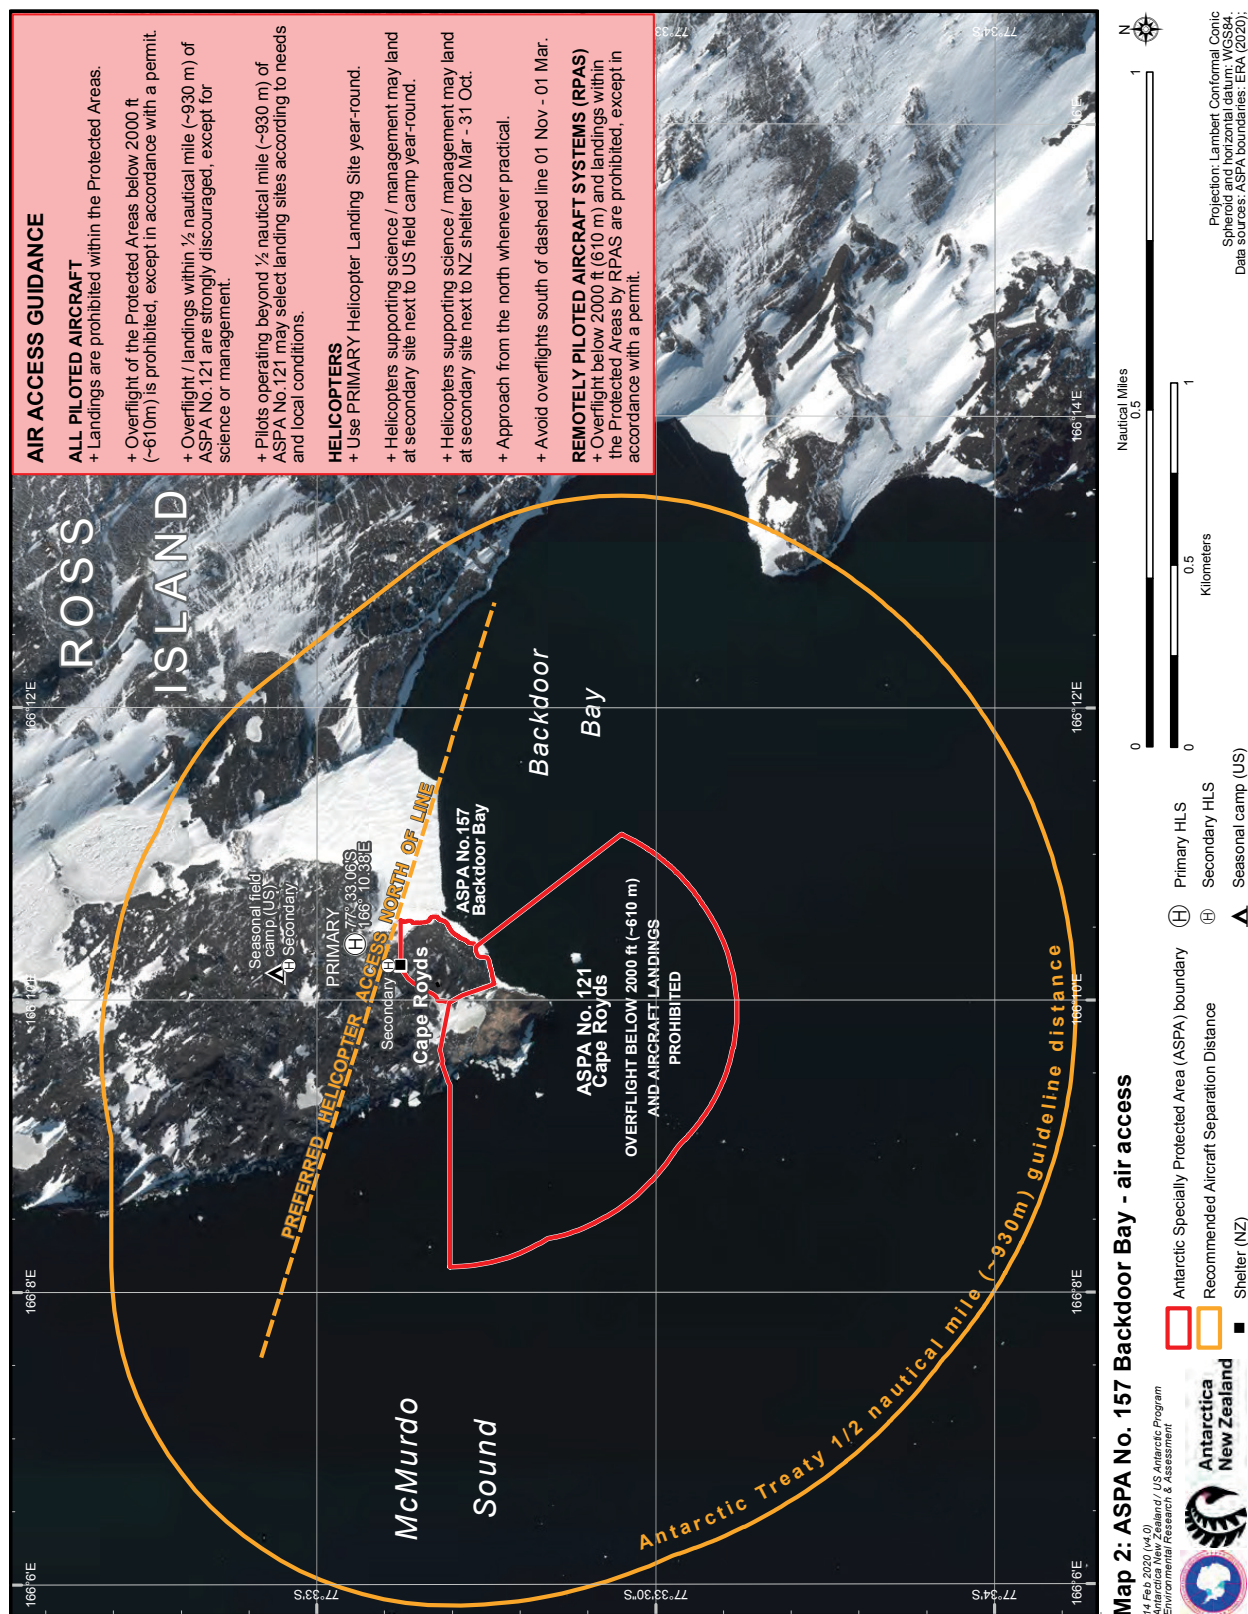 AIR ACCESS GUIDANCE
ALL PILOTED AIRCRAFT
+ Landings are prohibited within the Protected Areas.
+ Overflight of the Protected Areas below 2000 ft
(~610m) is prohibited, except in accordance with a permit.
+ Overflight / landings within ½ nautical mile (~930 m) of
ASPA No.121 are strongly discouraged, except for
science or management.
+ Pilots operating beyond ½ nautical mile (~930 m) of
ASPA No.121 may select landing sites according to needs
and local conditions.
HELICOPTERS
+ Use PRIMARY Helicopter Landing Site year-round.
+ Helicopters supporting science / management may land
at secondary site next to US field camp year-round.
+ Helicopters supporting science / management may land
at secondary site next to NZ shelter 02 Mar - 31 Oct.
+ Approach from the north whenever practical.
+ Avoid overflights south of dashed line 01 Nov - 01 Mar.
REMOTELY PILOTED AIRCRAFT SYSTEMS (RPAS)
+ Overflight below 2000 ft (610 m) and landings within
the Protected Areas by RPAS are prohibited, except in
accordance with a permit.
ROSS
ISLAND
166°6'E
166°8'E
166°10'E
166°12'E
Seasonal field
camp (US)
H Secondary
PRIMARY
H 77° 33.06'S
166° 10.38'E
PREFERRED HELICOPTER ACCESS NORTH OF LINE
Secondary H
Cape Royds
ASPA No.157
Backdoor Bay
Backdoor
Bay
McMurdo
Sound
ASPA No. 121
Cape Royds
OVERFLIGHT BELOW 2000 ft (~610 m)
AND AIRCRAFT LANDINGS
PROHIBITED
Antarctic Treaty 1/2 nautical mile (~930m) guideline distance
77°33'S
77°33'30"S
77°34'S
77°33'
77°34'S
166°6'E
166°8'E
166°10'E
166°12'E
166°14'E
Map 2: ASPA No. 157 Backdoor Bay - air access
14 Feb 2020 (v4.0)
Antarctica New Zealand / US Antarctic Program
Environmental Research & Assessment
Antarctica
New Zealand
Antarctic Specially Protected Area (ASPA) boundary
Recommended Aircraft Separation Distance
Shelter (NZ)
H Primary HLS
H Secondary HLS
Seasonal camp (US)
0 0.5 1
Nautical Miles
0 0.5 1
Kilometers
N
Projection: Lambert Conformal Conic
Spheroid and horizontal datum: WGS84.
Data sources: ASPA boundaries: ERA (2020);